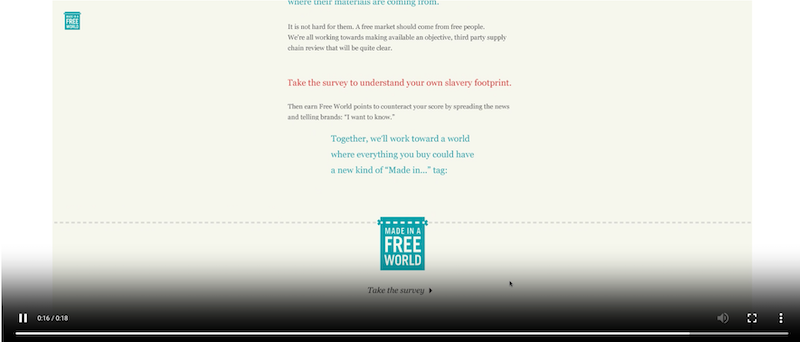 where their materials are coming from.
MADE IN A
FREE
WORLD
It is not hard for them. A free market should come from free people.
We're all working towards making available an objective, third party supply
chain review that will be quite clear.
Take the survey to understand your own slavery footprint.
Then earn Free World points to counteract your score by spreading the news
and telling brands: “I want to know.”
Together, we'll work toward a world
where everything you buy could have
a new kind of “Made in...” tag:
MADE IN A
FREE
WORLD
Take the survey
0:16 / 0:18